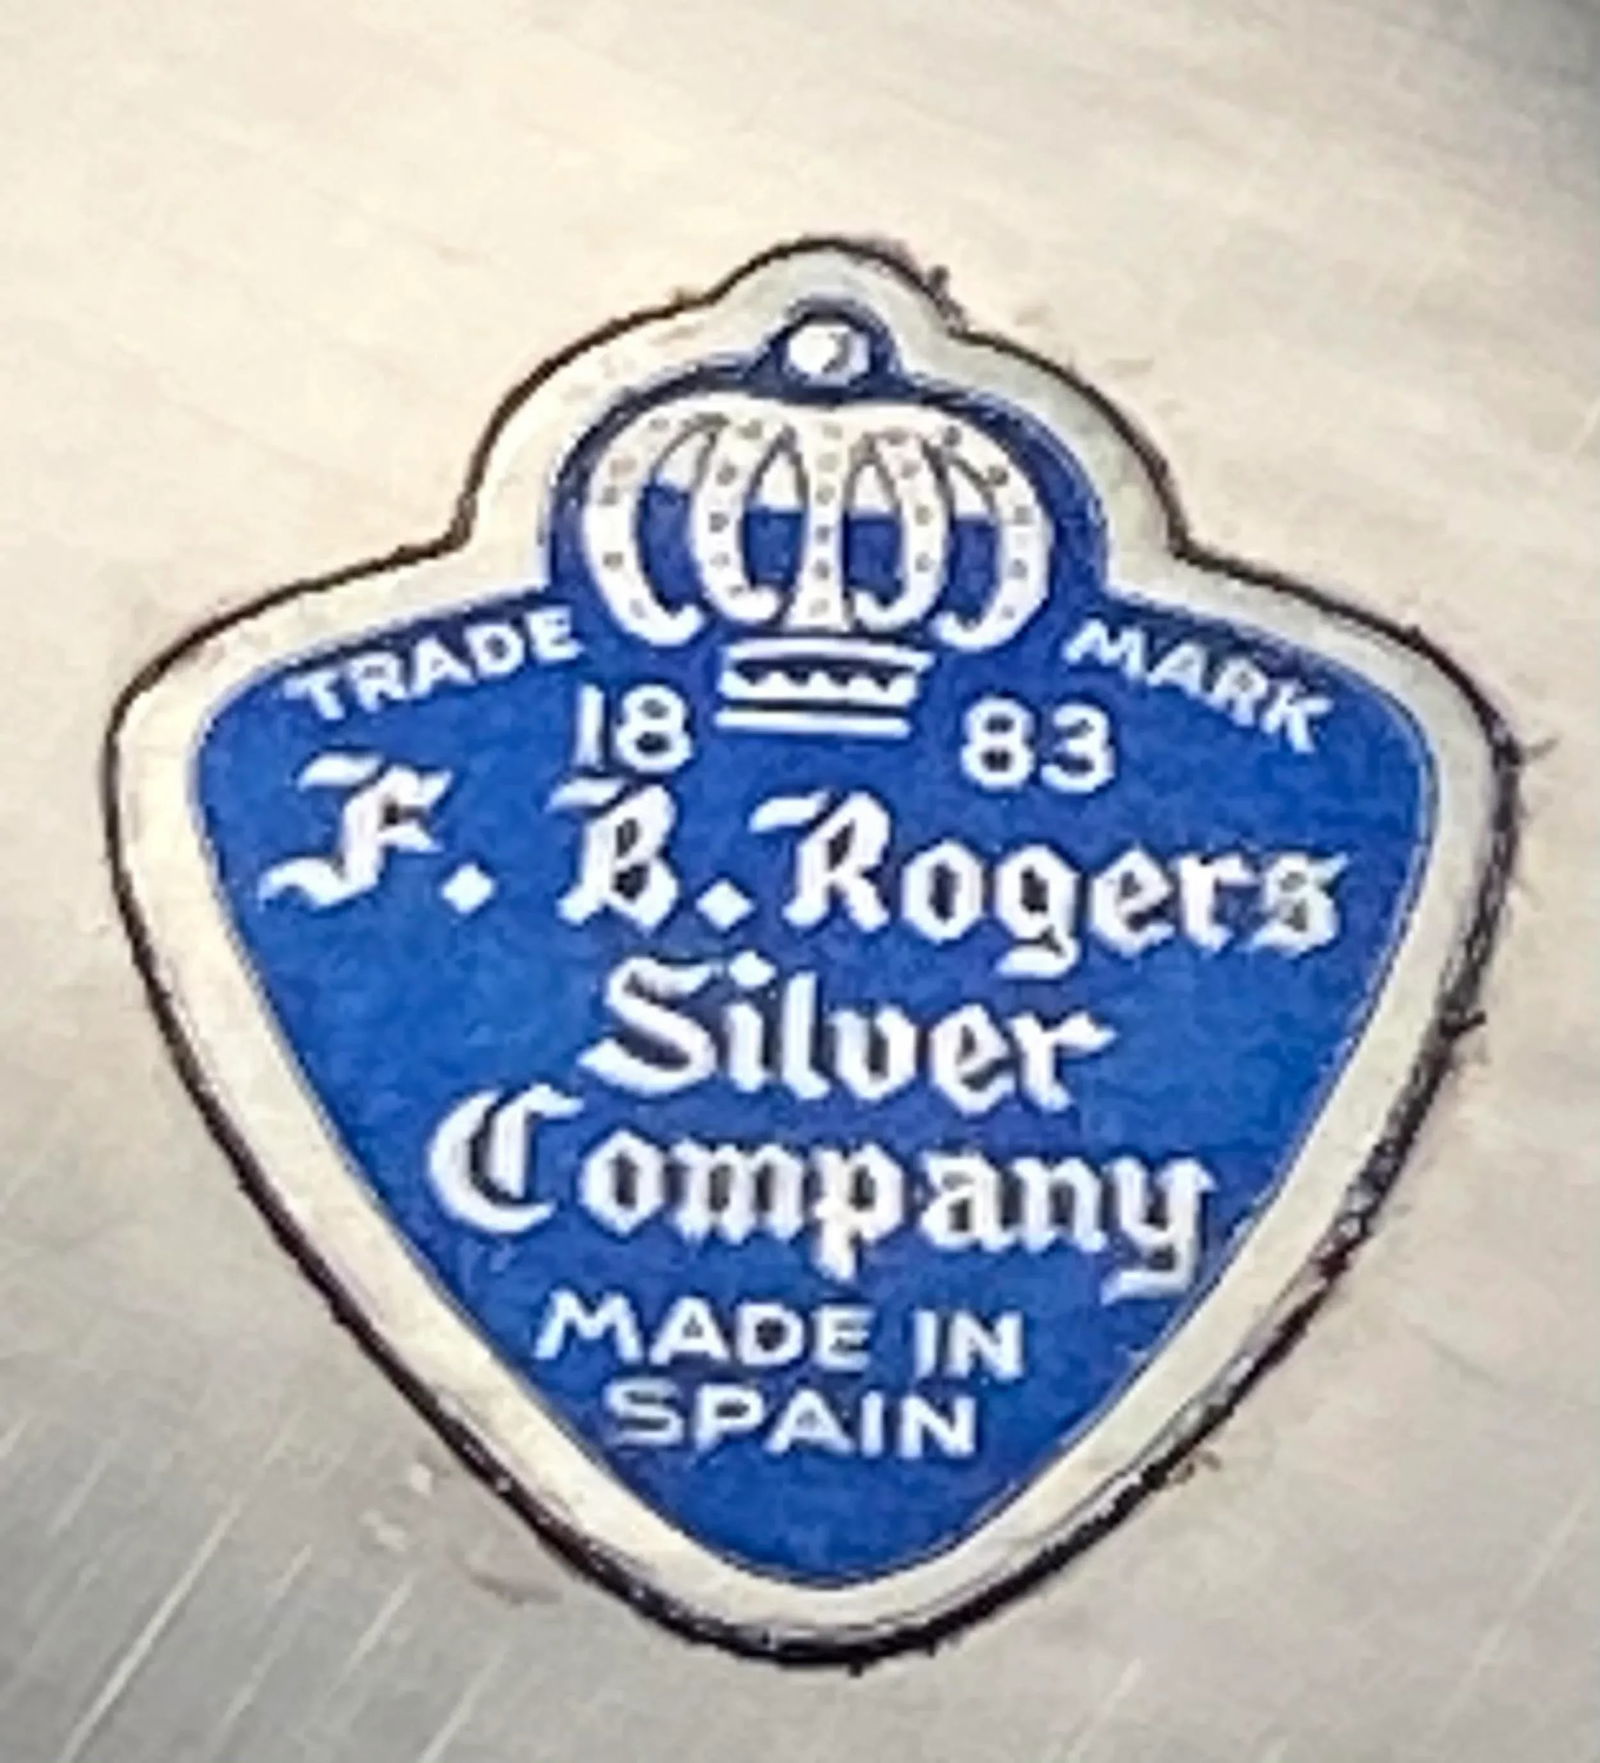 TRADE MARK
18 83
F. B. Rogers
Silver
Company
MADE IN
SPAIN